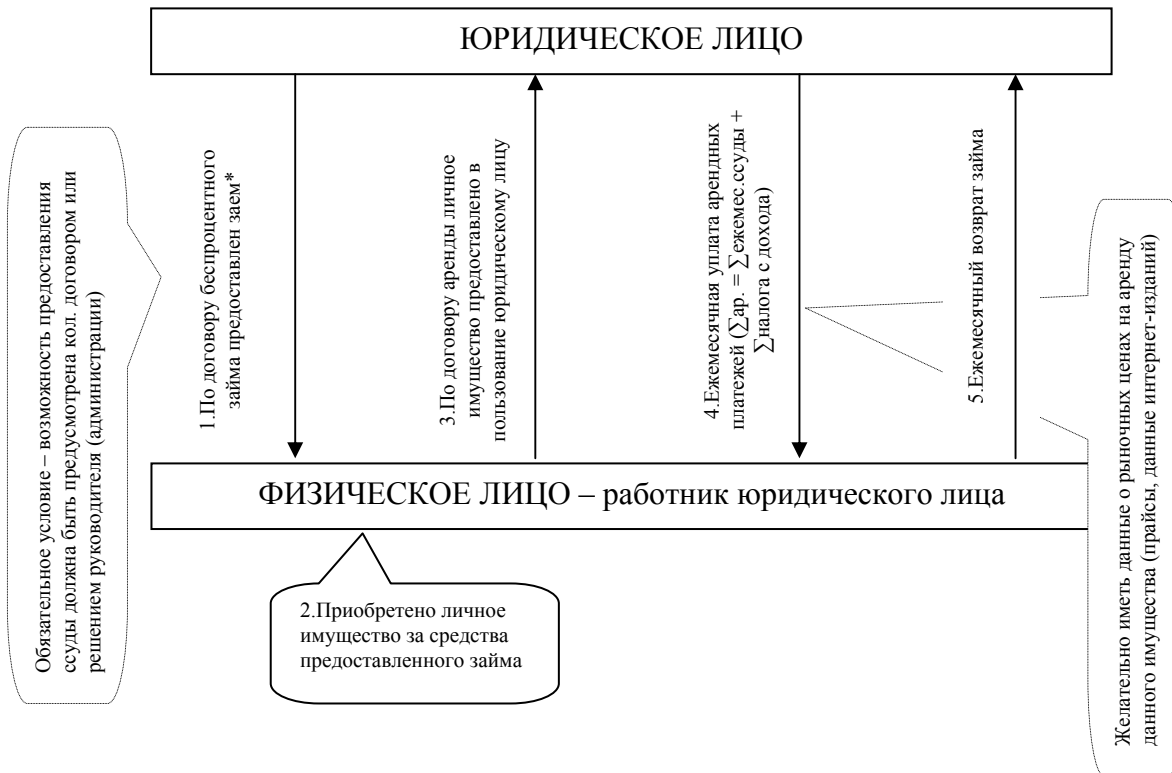 ЮРИДИЧЕСКОЕ ЛИЦО
Обязательное условие – возможность предоставления
ссуды должна быть предусмотрена кол. договором или
решением руководителя (администрации)
1.По договору беспроцентного
займа предоставлен заем*
3.По договору аренды личное
имущество предоставлено в
пользование юридическому лицу
4.Ежемесячная уплата арендных
платежей (∑ар. = ∑ежемес.ссуды +
∑налога с дохода)
5.Ежемесячный возврат займа
Желательно иметь данные о рыночных ценах на аренду
данного имущества (прайсы, данные интернет-изданий)
ФИЗИЧЕСКОЕ ЛИЦО – работник юридического лица
2.Приобретено личное
имущество за средства
предоставленного займа